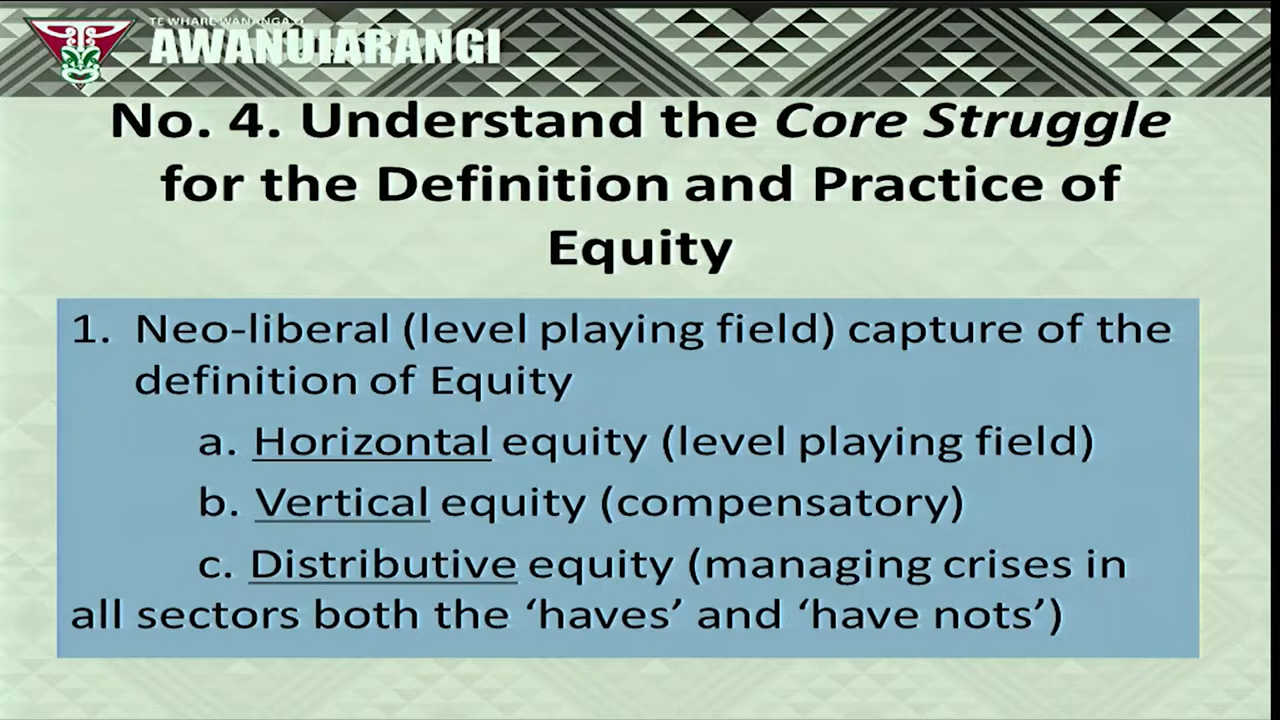 TE WHARE WANANGA O
AWANUIARANGI
No. 4. Understand the Core Struggle
for the Definition and Practice of
Equity
1. Neo-liberal (level playing field) capture of the
definition of Equity
a. Horizontal equity (level playing field)
b. Vertical equity (compensatory)
c. Distributive equity (managing crises in
all sectors both the ‘haves’ and ‘have nots’)